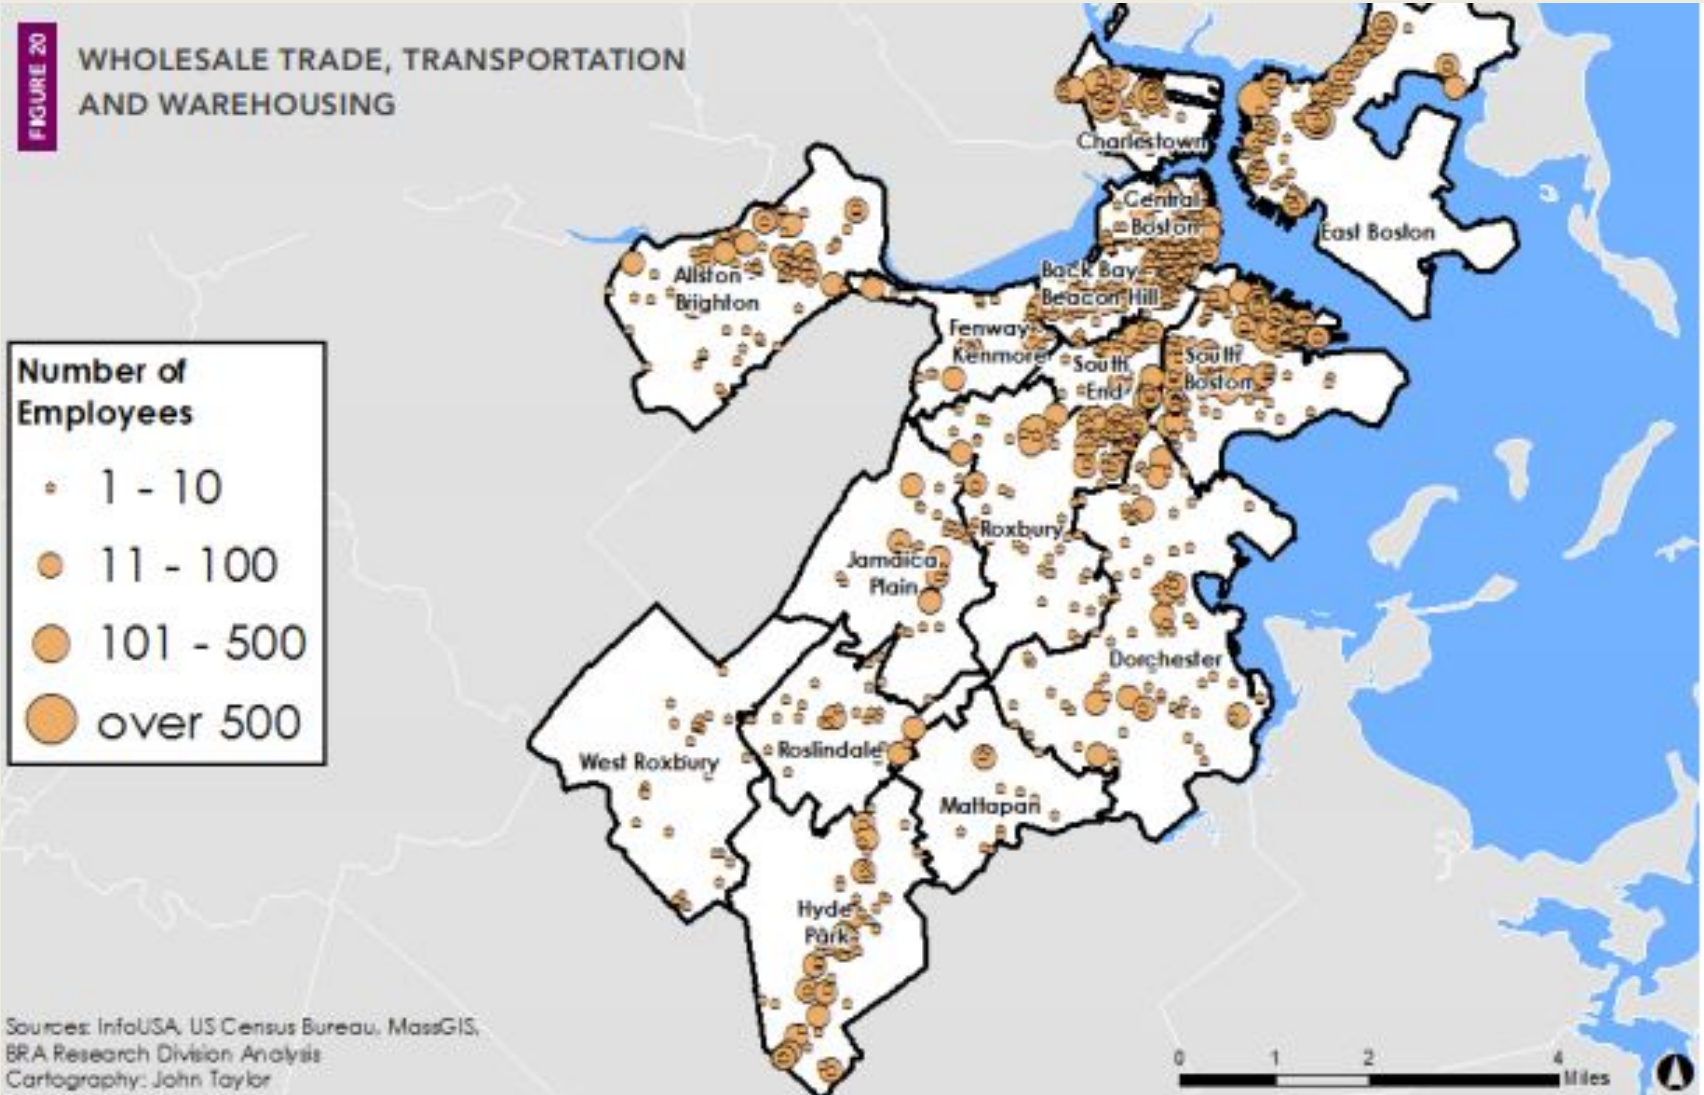 FIGURE 20
WHOLESALE TRADE, TRANSPORTATION
AND WAREHOUSING
Charlestown
Central
Boston
East Boston
Back Bay
Beacon Hill
Allston -
Brighton
Fenway
Kenmore
South
End
South
Boston
Number of
Employees
1 - 10
11 - 100
101 - 500
over 500
Roxbury
Jamaica
Plain
Dorchester
West Roxbury
Roslindale
Mattapan
Hyde
Park
Sources: InfoUSA, US Census Bureau, MassGIS,
BRA Research Division Analysis
Cartography: John Taylor
0 1 2 4
Miles
A